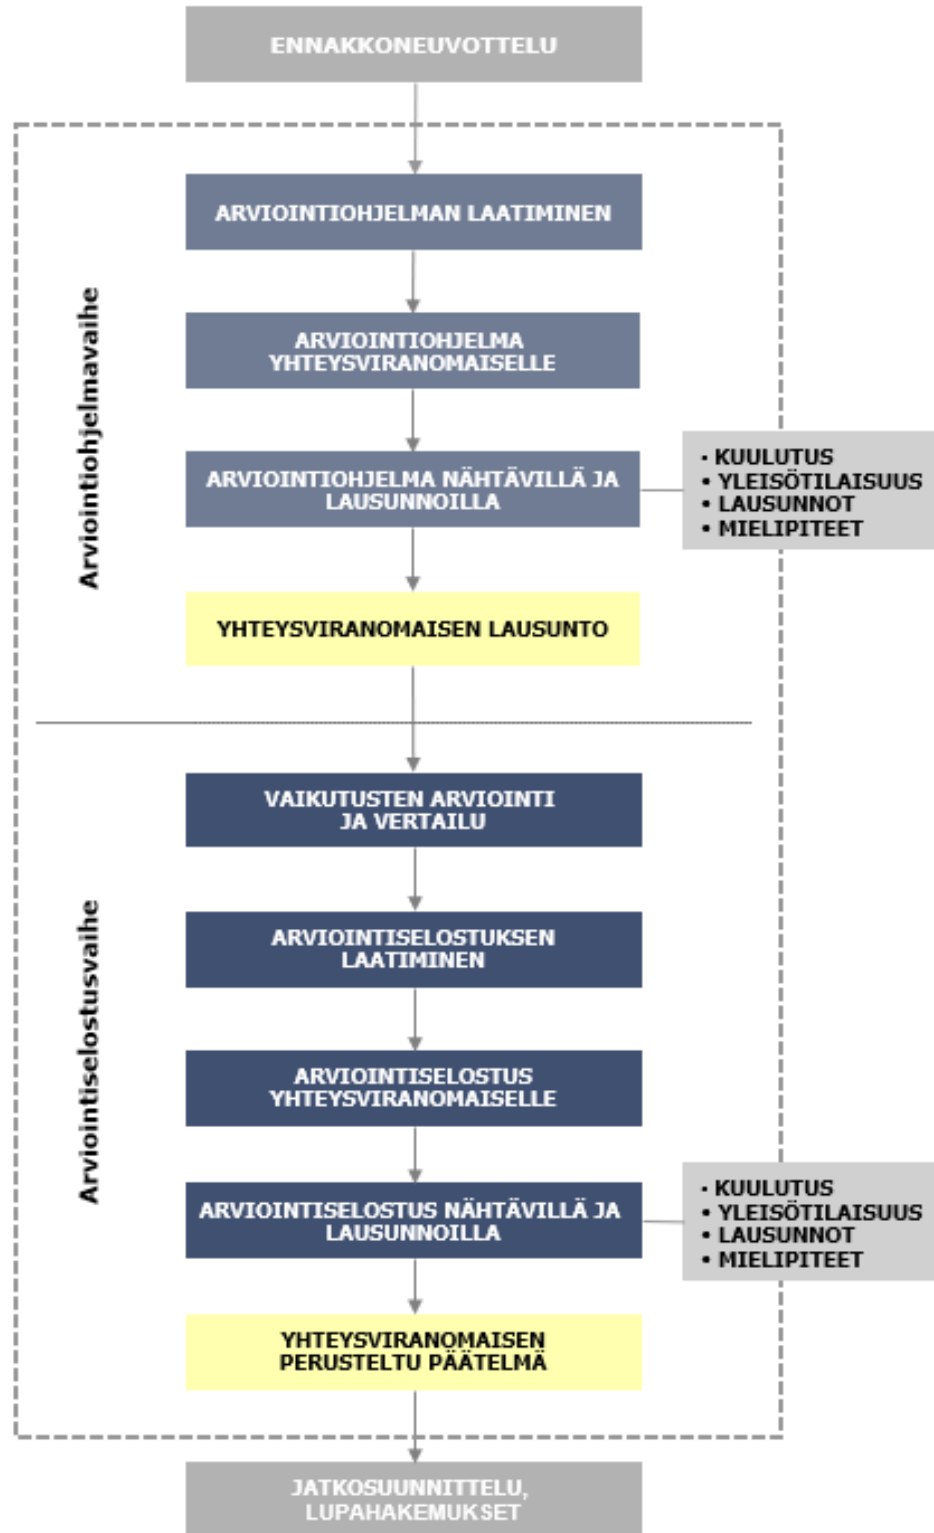 ENNAKKONEUVOTTELU
Arviointiohjelmavaihe
ARVIOINTIOHJELMAN LAATIMINEN
ARVIOINTIOHJELMA
YHTEYSVIRANOMAISELLE
ARVIOINTIOHJELMA NÄHTÄVILLÄ JA
LAUSUNNOILLA
• KUULUTUS
• YLEISÖTILAISUUS
• LAUSUNNOT
• MIELIPITEET
YHTEYSVIRANOMAISEN LAUSUNTO
Arviointiselostusvaihe
VAIKUTUSTEN ARVIOINTI
JA VERTAILU
ARVIOINTISELOSTUKSEN
LAATIMINEN
ARVIOINTISELOSTUS
YHTEYSVIRANOMAISELLE
ARVIOINTISELOSTUS NÄHTÄVILLÄ JA
LAUSUNNOILLA
• KUULUTUS
• YLEISÖTILAISUUS
• LAUSUNNOT
• MIELIPITEET
YHTEYSVIRANOMAISEN
PERUSTELTU PÄÄTELMÄ
JATKOSUUNNITTELU,
LUPAHAKEMUKSET